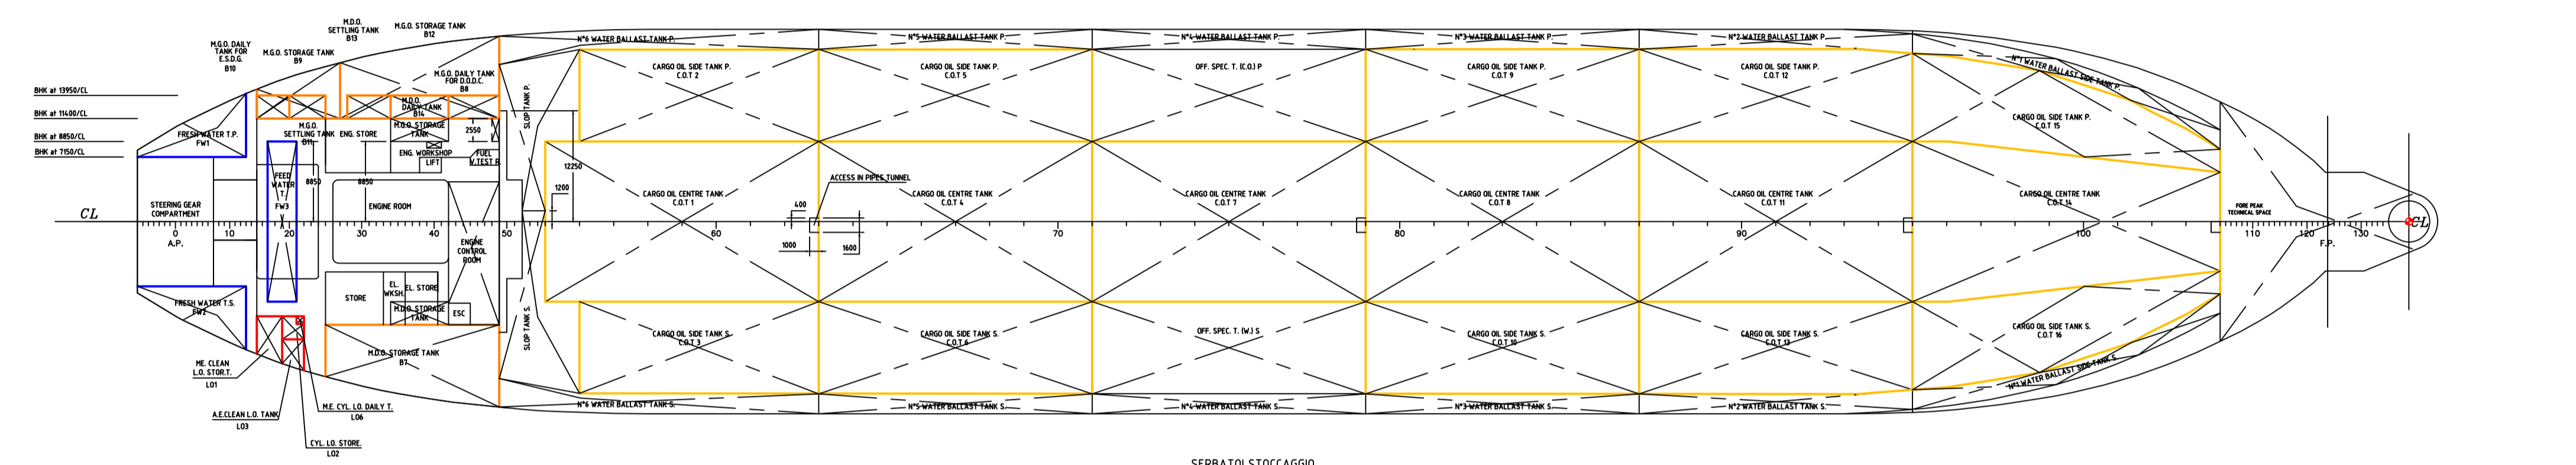 M.D.O.
SETTLING TANK
B13
M.G.O. STORAGE TANK
B12
M.G.O. DAILY
TANK FOR
E.S.D.G.
B10
M.G.O. STORAGE TANK
B9
M.G.O. DAILY TANK
FOR D.O.D.C.
B8
BHK at 13950/CL
BHK at 11400/CL
BHK at 8850/CL
BHK at 7150/CL
M.D.O.
DAILY TANK
B14
FRESH WATER T.P.
FW1
M.G.O.
SETTLING TANK
B11
ENG. STORE
M.G.O. STORAGE
TANK
2550
ENG. WORKSHOP
LIFT
FUEL
V.TEST R.
FEED
WATER
T.
FW3
8850
8850
STEERING GEAR
COMPARTMENT
ENGINE ROOM
ENGINE
CONTROL
ROOM
SLOP TANK P.
SLOP TANK S.
12250
1200
CL
A.P.
0
10
20
30
40
50
60
70
80
90
100
110
120
130
F.P.
CL
N°6 WATER BALLAST TANK P.
N°5 WATER BALLAST TANK P.
N°4 WATER BALLAST TANK P.
N°3 WATER BALLAST TANK P.
N°2 WATER BALLAST TANK P.
N°1 WATER BALLAST SIDE TANK P.
CARGO OIL SIDE TANK P.
C.O.T 2
CARGO OIL SIDE TANK P.
C.O.T 5
OFF. SPEC. T. (C.O.) P
CARGO OIL SIDE TANK P.
C.O.T 9
CARGO OIL SIDE TANK P.
C.O.T 12
CARGO OIL SIDE TANK P.
C.O.T 15
ACCESS IN PIPES TUNNEL
400
1000
1600
CARGO OIL CENTRE TANK
C.O.T 1
CARGO OIL CENTRE TANK
C.O.T 4
CARGO OIL CENTRE TANK
C.O.T 7
CARGO OIL CENTRE TANK
C.O.T 8
CARGO OIL CENTRE TANK
C.O.T 11
CARGO OIL CENTRE TANK
C.O.T 14
FORE PEAK
TECHNICAL SPACE
FRESH WATER T.S.
FW2
STORE
EL.
WKSH.
EL. STORE
M.D.O. STORAGE
TANK
ESC
M.D.O. STORAGE TANK
B7
CARGO OIL SIDE TANK S.
C.O.T 3
CARGO OIL SIDE TANK S.
C.O.T 6
OFF. SPEC. T. (W.) S
CARGO OIL SIDE TANK S.
C.O.T 10
CARGO OIL SIDE TANK S.
C.O.T 13
CARGO OIL SIDE TANK S.
C.O.T 16
N°6 WATER BALLAST TANK S.
N°5 WATER BALLAST TANK S.
N°4 WATER BALLAST TANK S.
N°3 WATER BALLAST TANK S.
N°2 WATER BALLAST TANK S.
N°1 WATER BALLAST SIDE TANK S.
ME. CLEAN
L.O. STOR.T.
LO1
A.E.CLEAN L.O. TANK
LO3
M.E. CYL. LO. DAILY T.
LO6
CYL. LO. STORE.
LO2
SERBATOI STOCCAGGIO